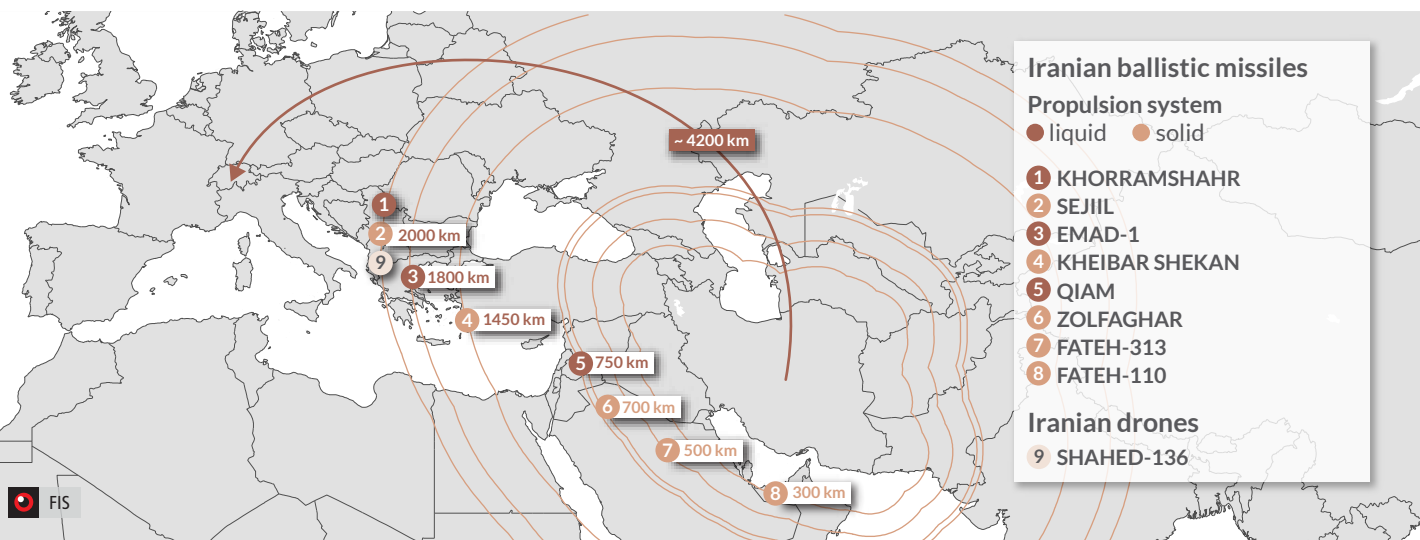 Iranian ballistic missiles
Propulsion system
liquid solid
1 KHORRAMSHAHR
2 SEJIIL
3 EMAD-1
4 KHEIBAR SHEKAN
5 QIAM
6 ZOLFAGHAR
7 FATEH-313
8 FATEH-110
Iranian drones
9 SHAHED-136
~ 4200 km
1
2 2000 km
9
3 1800 km
4 1450 km
5 750 km
6 700 km
7 500 km
8 300 km
FIS